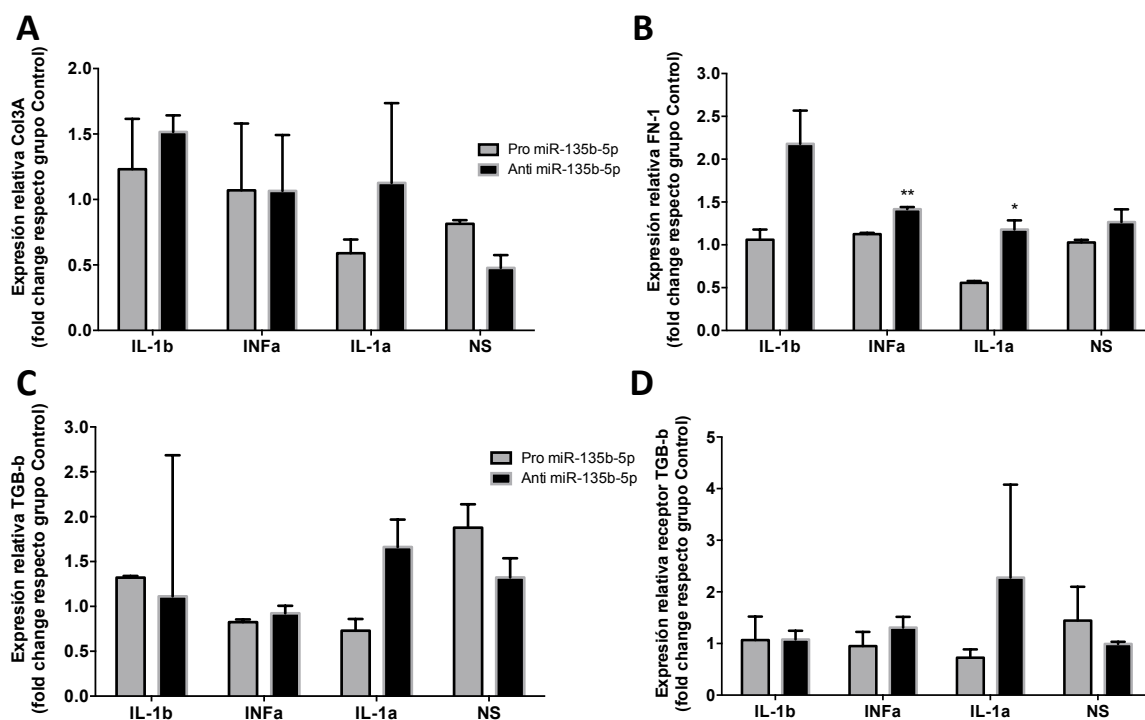 A
Expresión relativa Col3A
(fold change respecto grupo Control)
2.0
1.5
1.0
0.5
0.0
IL-1b INFa IL-1a NS
Pro miR-135b-5p
Anti miR-135b-5p
B
Expresión relativa FN-1
(fold change respecto grupo Control)
3.0
2.5
2.0
1.5
1.0
0.5
0.0
**
*
IL-1b INFa IL-1a NS
C
Expresión relativa TGB-b
(fold change respecto grupo Control)
3.0
2.5
2.0
1.5
1.0
0.5
0.0
IL-1b INFa IL-1a NS
Pro miR-135b-5p
Anti miR-135b-5p
D
Expresión relativa receptor TGB-b
(fold change respecto grupo Control)
5
4
3
2
1
0
IL-1b INFa IL-1a NS